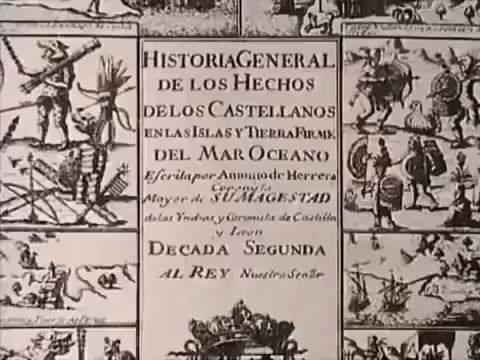 HISTORIA GENERAL
DE LOS HECHOS
DE LOS CASTELLANOS
EN LAS ISLAS Y TIERRA FIRME
DEL MAR OCEANO
Escrita por Antonio de Herrera
Coronista
Mayor de SU MAGESTAD
de las Yndias y Coronista de Castilla
y Leon
DECADA SEGUNDA
AL REY Nuestro Señor